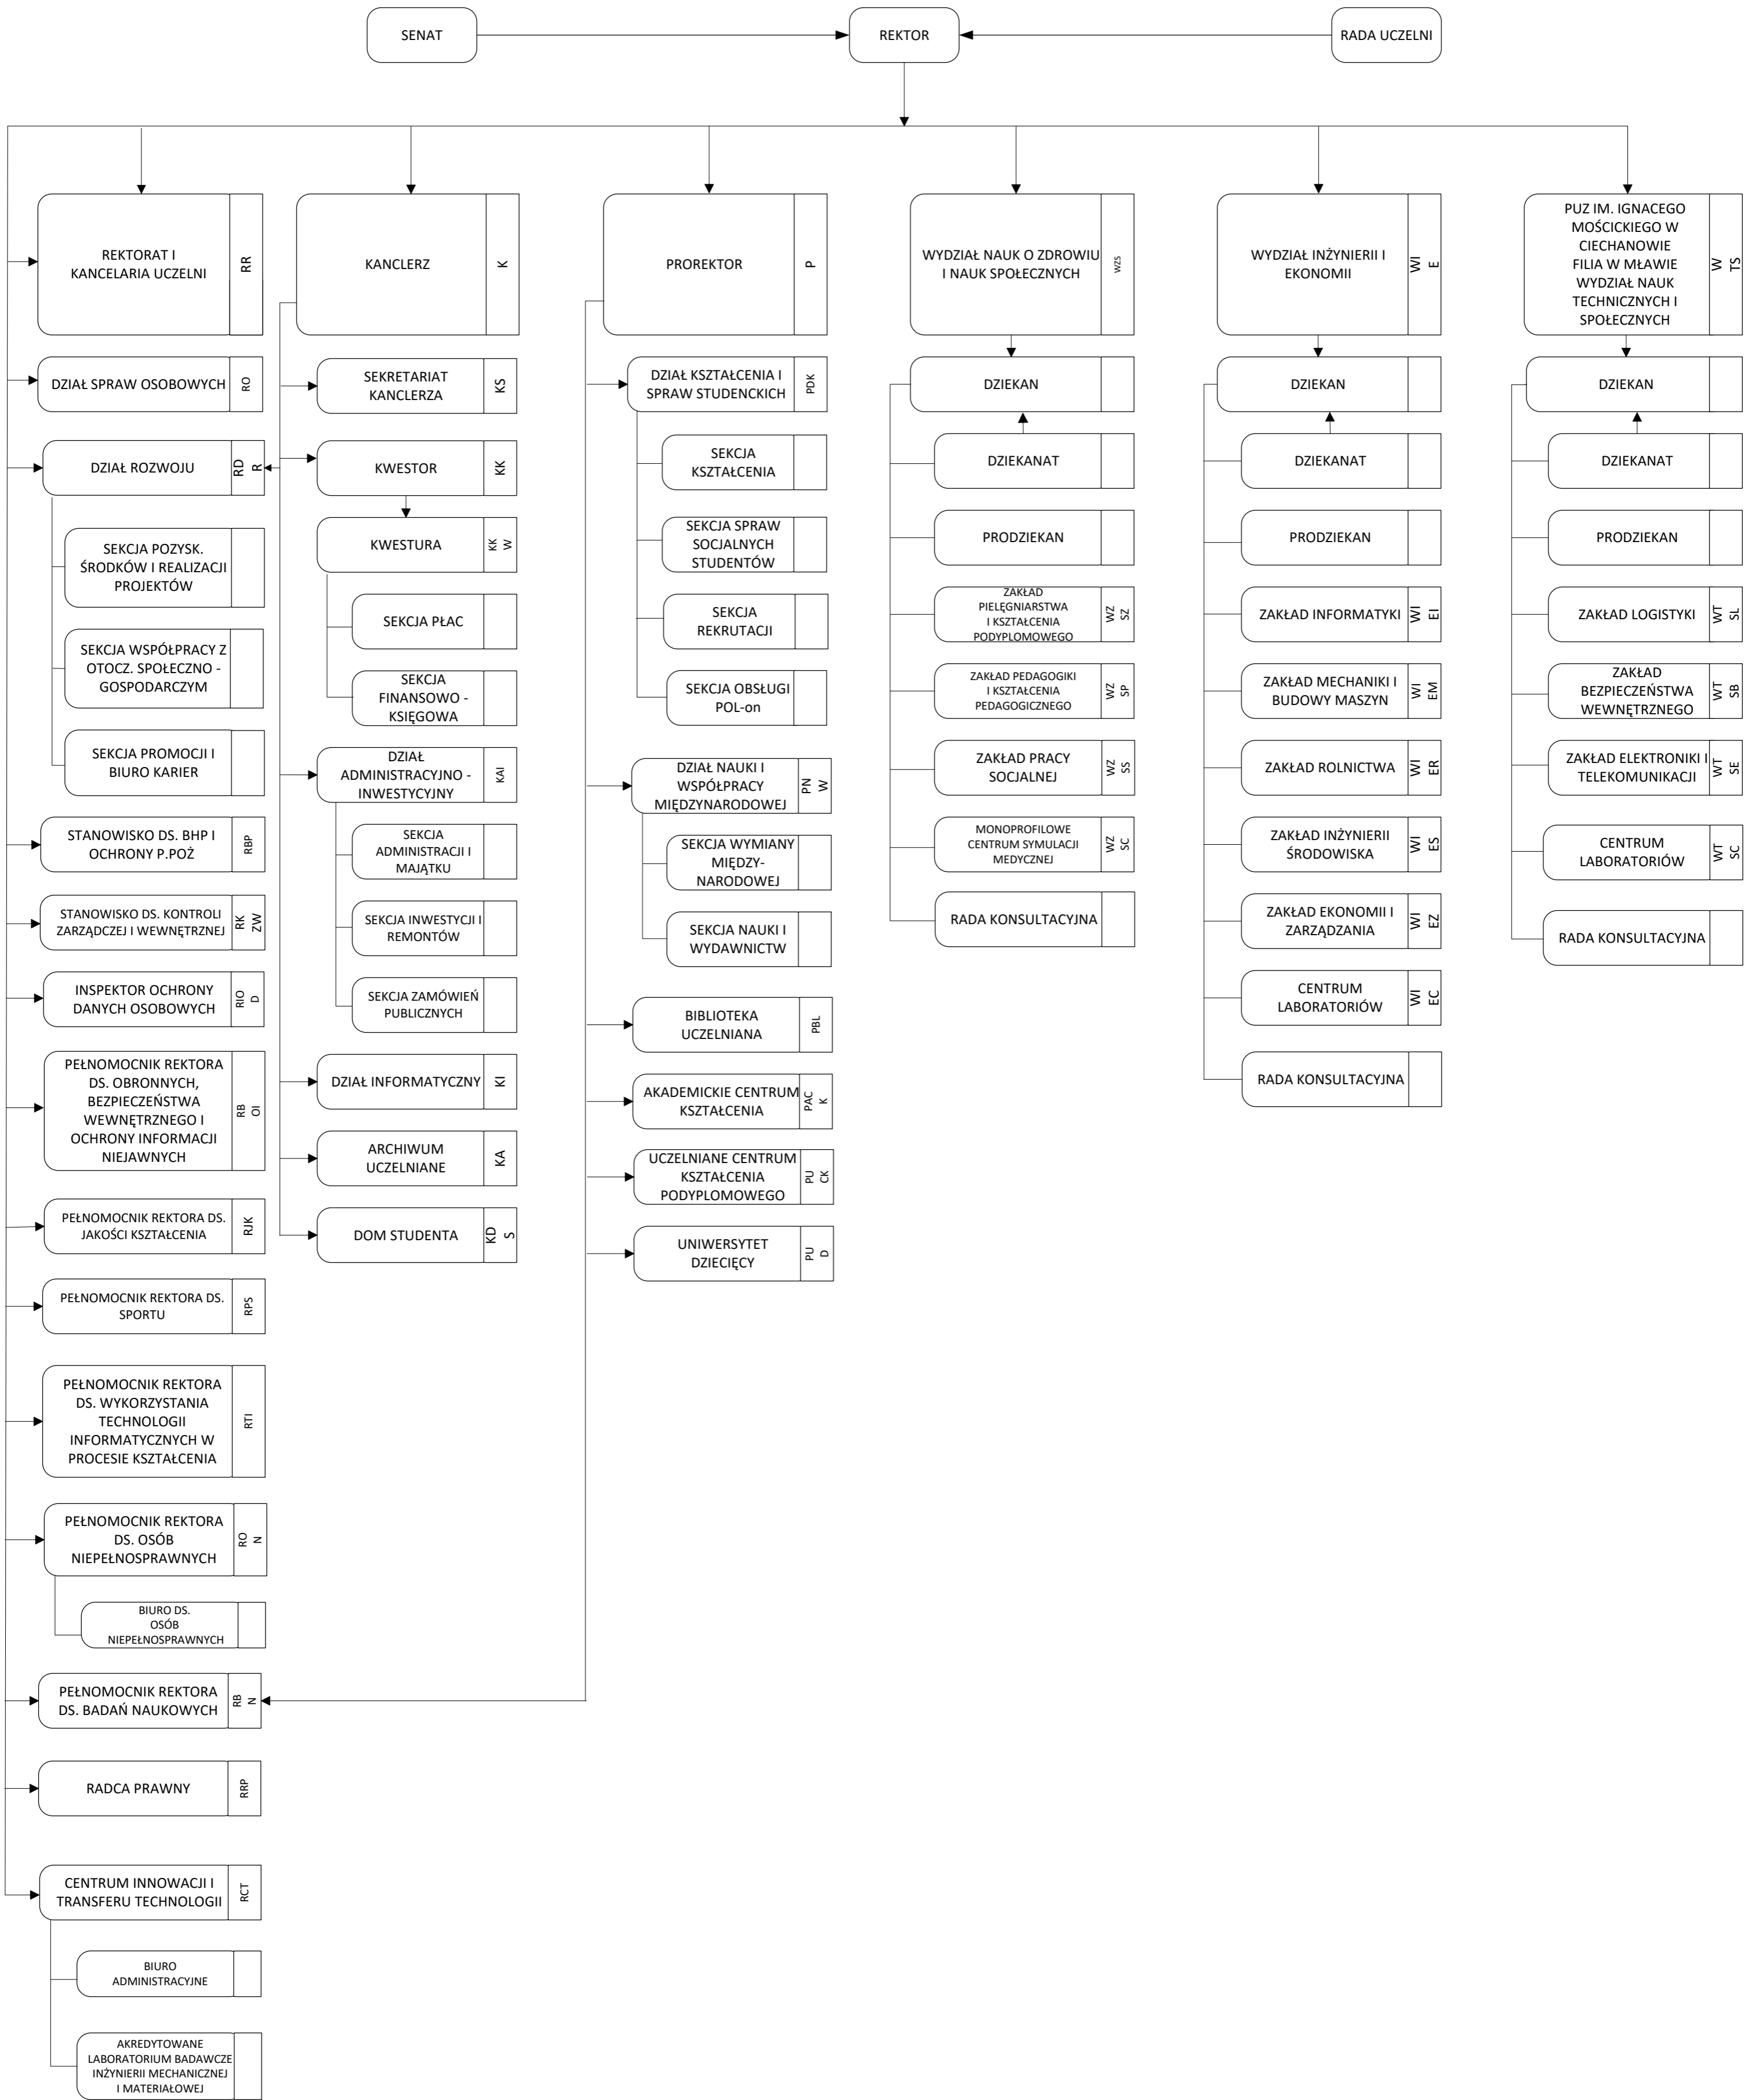 SENAT
REKTOR
RADA UCZELNI
REKTORAT I
KANCELARIA UCZELNI
RR
DZIAŁ SPRAW OSOBOWYCH
RO
DZIAŁ ROZWOJU
RD
R
SEKCJA POZYSK.
ŚRODKÓW I REALIZACJI
PROJEKTÓW
SEKCJA WSPÓŁPRACY Z
OTOCZ. SPOŁECZNO -
GOSPODARCZYM
SEKCJA PROMOCJI I
BIURO KARIER
STANOWISKO DS. BHP I
OCHRONY P.POŻ
RBP
STANOWISKO DS. KONTROLI
ZARZĄDCZEJ I WEWNĘTRZNEJ
RK
ZW
INSPEKTOR OCHRONY
DANYCH OSOBOWYCH
RIO
D
PEŁNOMOCNIK REKTORA
DS. OBRONNYCH,
BEZPIECZEŃSTWA
WEWNĘTRZNEGO I
OCHRONY INFORMACJI
NIEJAWNYCH
RB
OI
PEŁNOMOCNIK REKTORA DS.
JAKOŚCI KSZTAŁCENIA
RJK
PEŁNOMOCNIK REKTORA DS.
SPORTU
RPS
PEŁNOMOCNIK REKTORA
DS. WYKORZYSTANIA
TECHNOLOGII
INFORMATYCZNYCH W
PROCESIE KSZTAŁCENIA
RTI
PEŁNOMOCNIK REKTORA
DS. OSÓB
NIEPEŁNOSPRAWNYCH
RO
N
BIURO DS.
OSÓB
NIEPEŁNOSPRAWNYCH
PEŁNOMOCNIK REKTORA
DS. BADAŃ NAUKOWYCH
RB
N
RADCA PRAWNY
RRP
CENTRUM INNOWACJI I
TRANSFERU TECHNOLOGII
RCT
BIURO
ADMINISTRACYJNE
AKREDYTOWANE
LABORATORIUM BADAWCZE
INŻYNIERII MECHANICZNEJ
I MATERIAŁOWEJ
KANCLERZ
K
SEKRETARIAT
KANCLERZA
KS
KWESTOR
KK
KWESTURA
KK
W
SEKCJA PŁAC
SEKCJA
FINANSOWO -
KSIĘGOWA
DZIAŁ
ADMINISTRACYJNO -
INWESTYCYJNY
KAI
SEKCJA
ADMINISTRACJI I
MAJĄTKU
SEKCJA INWESTYCJI I
REMONTÓW
SEKCJA ZAMÓWIEŃ
PUBLICZNYCH
DZIAŁ INFORMATYCZNY
KI
ARCHIWUM
UCZELNIANE
KA
DOM STUDENTA
KD
S
PROREKTOR
P
DZIAŁ KSZTAŁCENIA I
SPRAW STUDENCKICH
PDK
SEKCJA
KSZTAŁCENIA
SEKCJA SPRAW
SOCJALNYCH
STUDENTÓW
SEKCJA
REKRUTACJI
SEKCJA OBSŁUGI
POL-on
DZIAŁ NAUKI I
WSPÓŁPRACY
MIĘDZYNARODOWEJ
PN
W
SEKCJA WYMIANY
MIĘDZY-
NARODOWEJ
SEKCJA NAUKI I
WYDAWNICTW
BIBLIOTEKA
UCZELNIANA
PBL
AKADEMICKIE CENTRUM
KSZTAŁCENIA
PAC
K
UCZELNIANE CENTRUM
KSZTAŁCENIA
PODYPLOMOWEGO
PU
CK
UNIWERSYTET
DZIECIĘCY
PU
D
WYDZIAŁ NAUK O ZDROWIU
I NAUK SPOŁECZNYCH
WZS
DZIEKAN
DZIEKANAT
PRODZIEKAN
ZAKŁAD
PIELĘGNIARSTWA
I KSZTAŁCENIA
PODYPLOMOWEGO
WZ
SZ
ZAKŁAD PEDAGOGIKI
I KSZTAŁCENIA
PEDAGOGICZNEGO
WZ
SP
ZAKŁAD PRACY
SOCJALNEJ
WZ
SS
MONOPROFILOWE
CENTRUM SYMULACJI
MEDYCZNEJ
WZ
SC
RADA KONSULTACYJNA
WYDZIAŁ INŻYNIERII I
EKONOMII
WI
E
DZIEKAN
DZIEKANAT
PRODZIEKAN
ZAKŁAD INFORMATYKI
WI
EI
ZAKŁAD MECHANIKI I
BUDOWY MASZYN
WI
EM
ZAKŁAD ROLNICTWA
WI
ER
ZAKŁAD INŻYNIERII
ŚRODOWISKA
WI
ES
ZAKŁAD EKONOMII I
ZARZĄDZANIA
WI
EZ
CENTRUM
LABORATORIÓW
WI
EC
RADA KONSULTACYJNA
PUZ IM. IGNACEGO
MOŚCICKIEGO W
CIECHANOWIE
FILIA W MŁAWIE
WYDZIAŁ NAUK
TECHNICZNYCH I
SPOŁECZNYCH
W
TS
DZIEKAN
DZIEKANAT
PRODZIEKAN
ZAKŁAD LOGISTYKI
WT
SL
ZAKŁAD
BEZPIECZEŃSTWA
WEWNĘTRZNEGO
WT
SB
ZAKŁAD ELEKTRONIKI I
TELEKOMUNIKACJI
WT
SE
CENTRUM
LABORATORIÓW
WT
SC
RADA KONSULTACYJNA